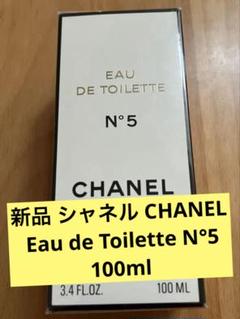 EAU
DE TOILETTE
N°5
CHANEL
新品 シャネル CHANEL
Eau de Toilette N°5
100ml
3.4 FL.OZ. 100 ML